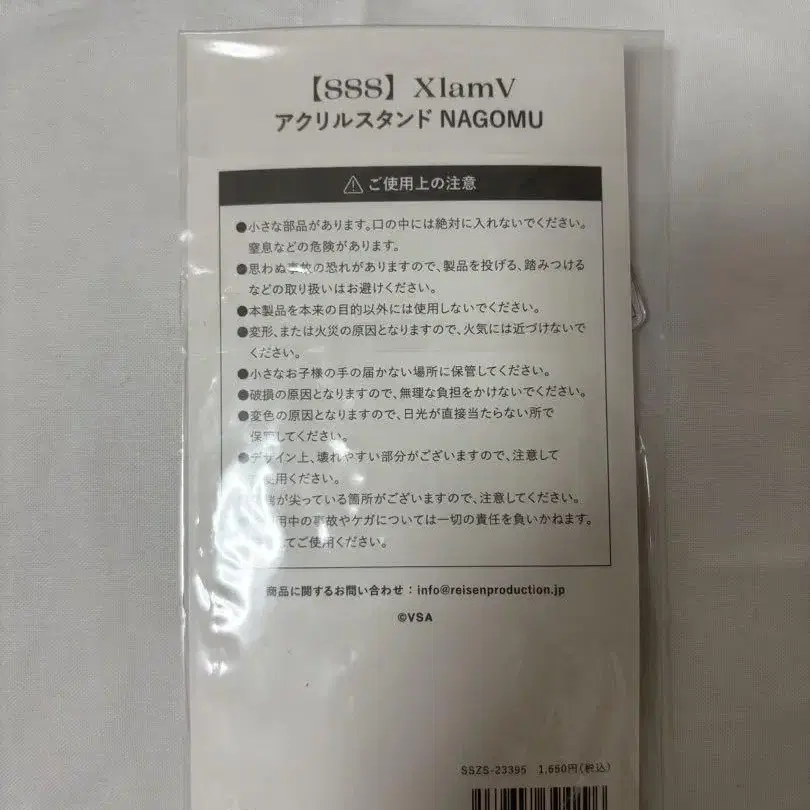 【SSS】XlamV
アクリルスタンド NAGOMU
ご使用上の注意
●小さな部品があります。口の中には絶対に入れないでください。
窒息などの危険があります。
●思わぬ事故の恐れがありますので、製品を投げる、踏みつける
などの取り扱いはお避けください。
●本製品を本来の目的以外には使用しないでください。
●変形、または火災の原因となりますので、火気には近づけないで
ください。
●小さなお子様の手の届かない場所に保管してください。
●破損の原因となりますので、無理な負担をかけないでください。
●変色の原因となりますので、日光が直接当たらない所で
保管してください。
●デザイン上、壊れやすい部分がございますので、注意して
使用ください。
が尖っている箇所がございますので、注意してください。
用中の事故やケガについては一切の責任を負いかねます。
てご使用ください。
商品に関するお問い合わせ：info@reisenproduction.jp
©VSA
SSZS-23395 1,650円(税込)